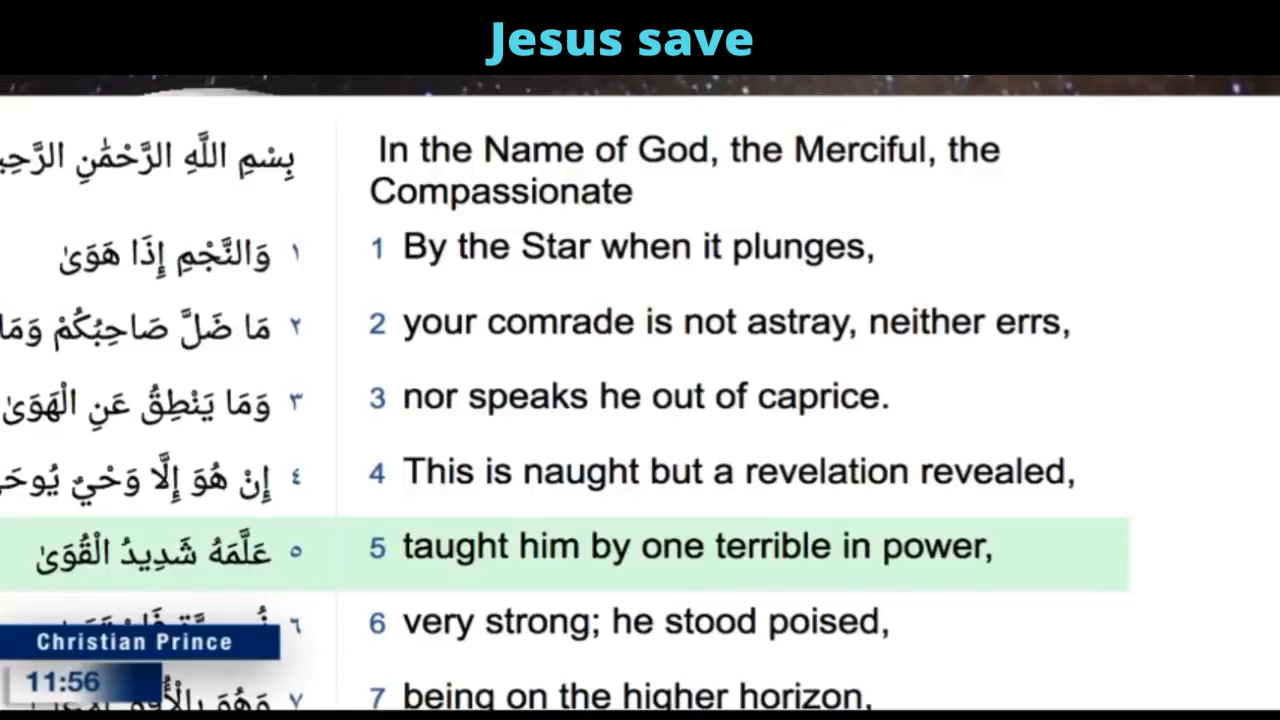 Jesus save
بِسْمِ اللَّهِ الرَّحْمَٰنِ
In the Name of God, the Merciful, the
Compassionate
١ وَالنَّجْمِ إِذَا هَوَىٰ
1 By the Star when it plunges,
٢ مَا ضَلَّ صَاحِبُكُمْ وَمَا
2 your comrade is not astray, neither errs,
٣ وَمَا يَنْطِقُ عَنِ الْهَوَىٰ
3 nor speaks he out of caprice.
٤ إِنْ هُوَ إِلَّا وَحْيٌ
4 This is naught but a revelation revealed,
٥ عَلَّمَهُ شَدِيدُ الْقُوَىٰ
5 taught him by one terrible in power,
٦
6 very strong; he stood poised,
Christian Prince
11:56
٧ وَهُوَ
7 being on the higher horizon,